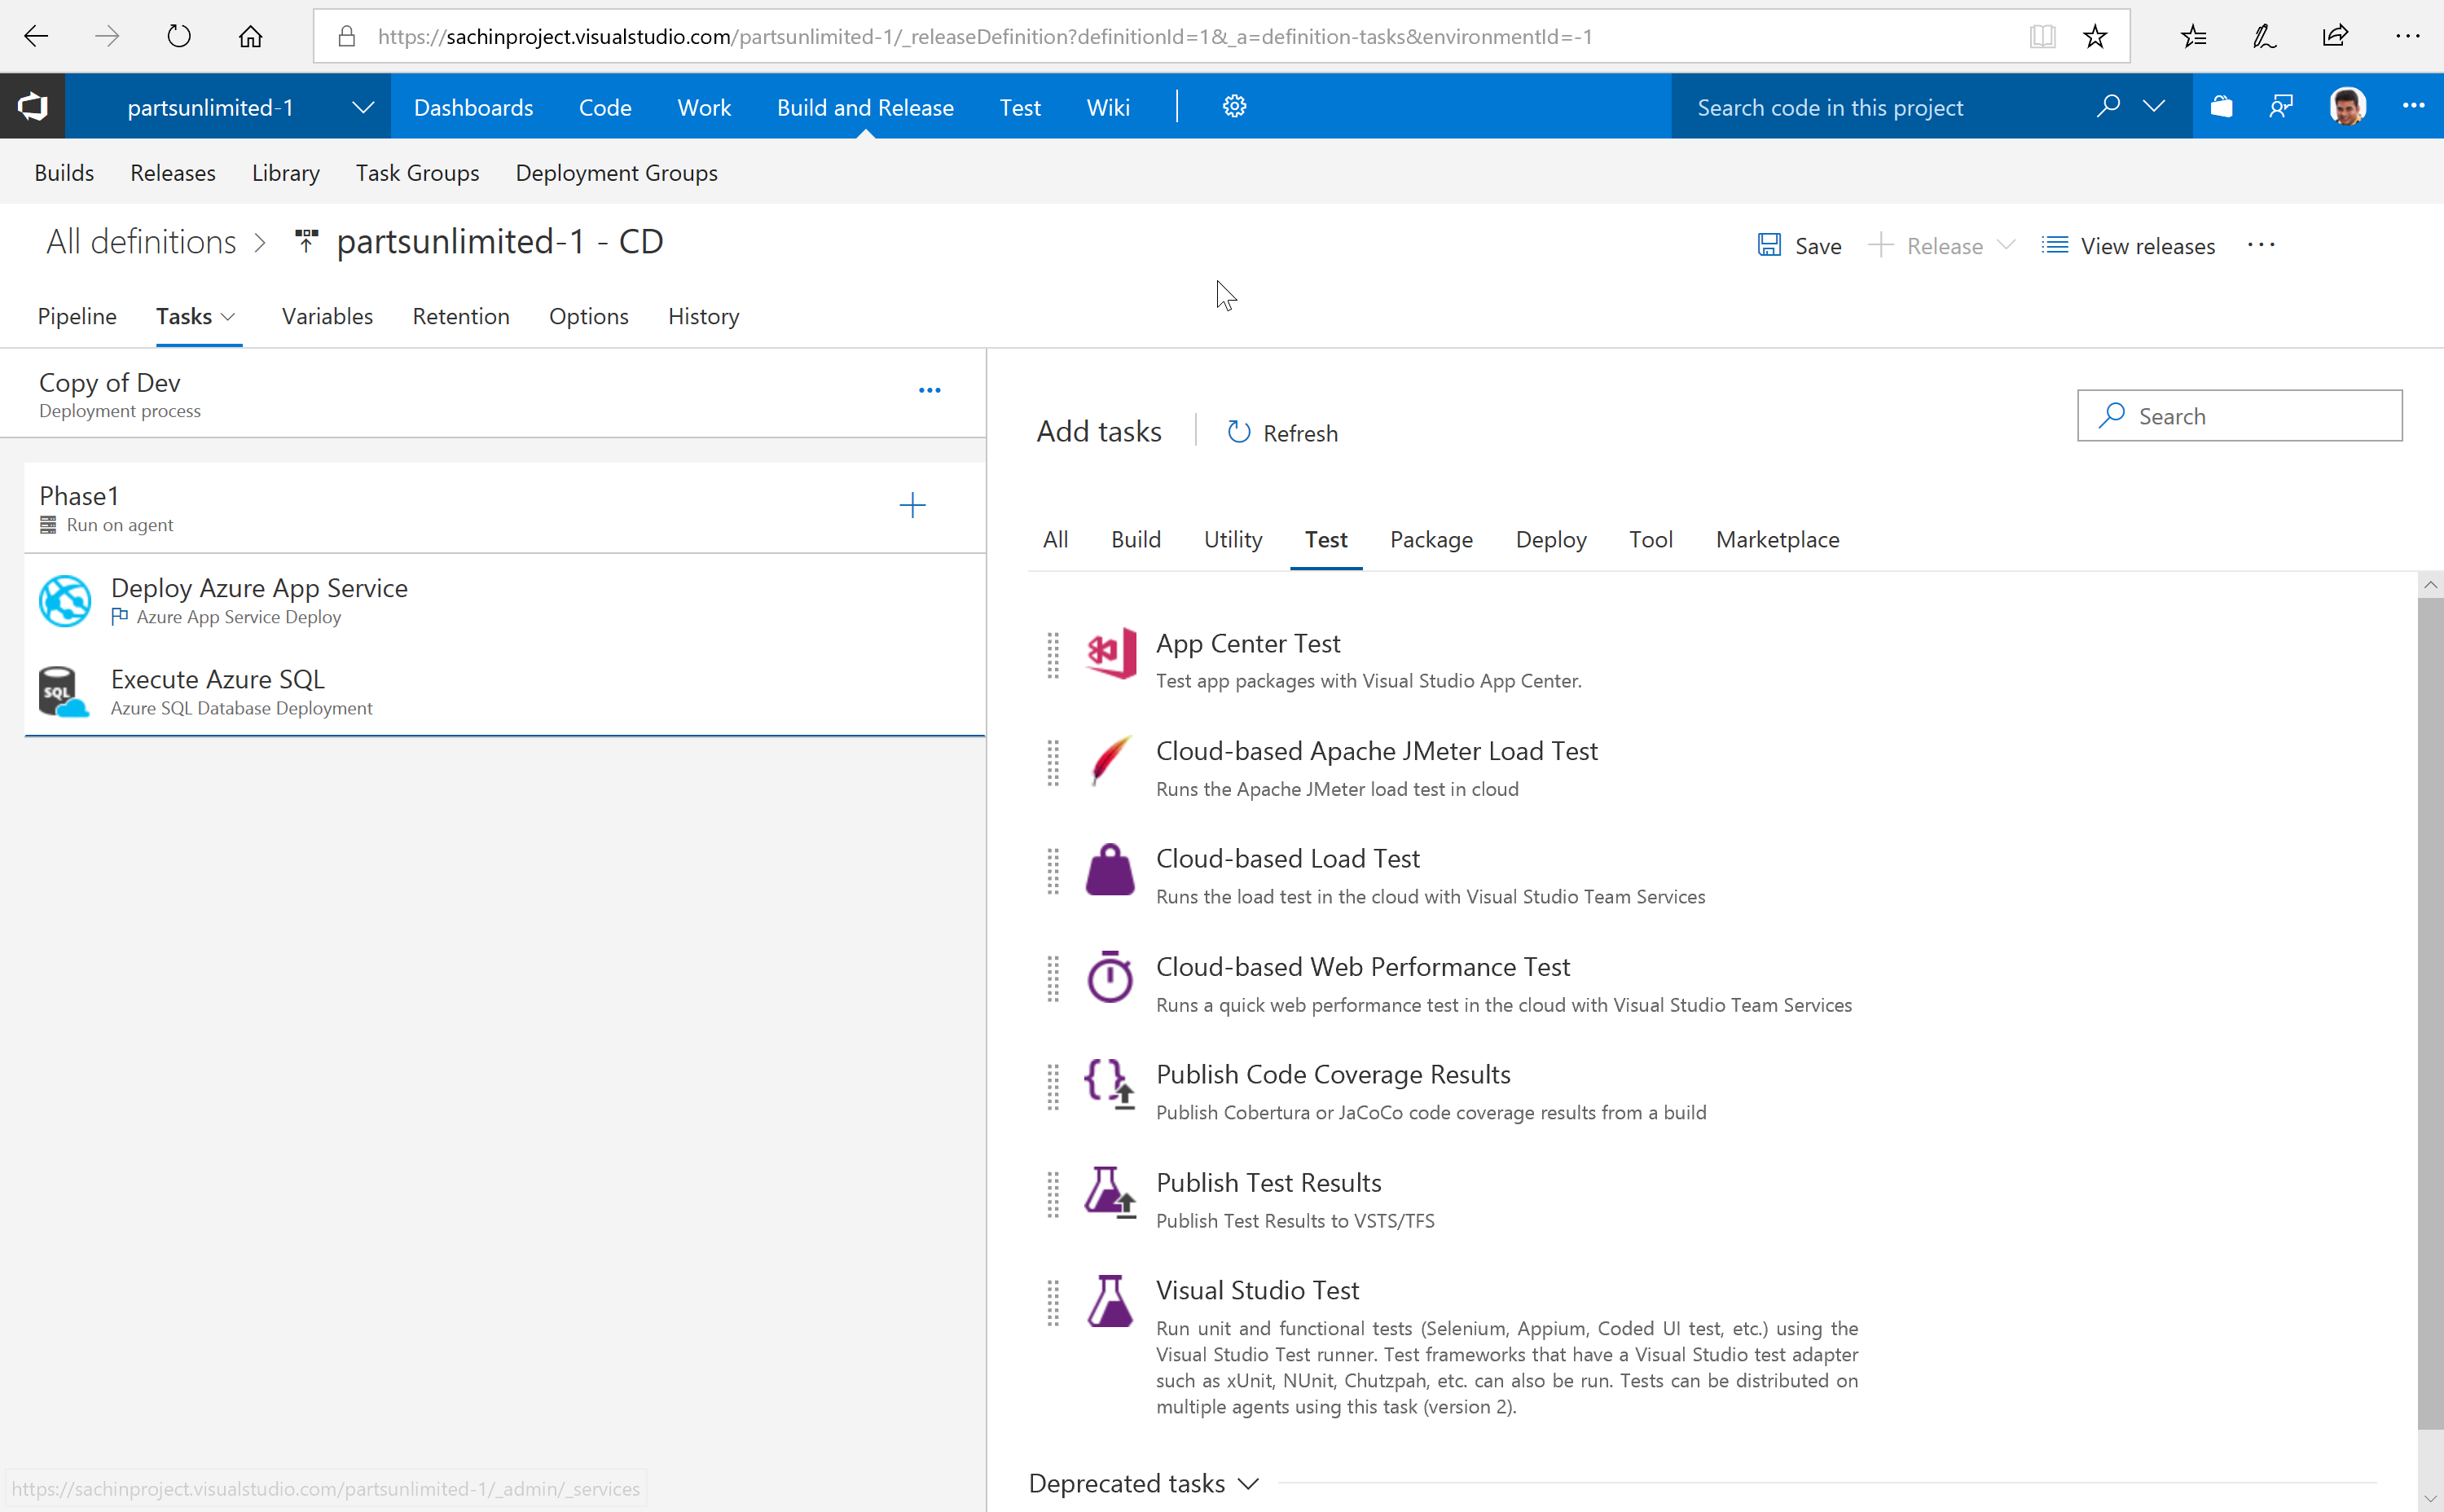 https://sachinproject.visualstudio.com/partsunlimited-1/_releaseDefinition?definitionId=1&_a=definition-tasks&environmentId=-1
partsunlimited-1 Dashboards Code Work Build and Release Test Wiki Search code in this project
Builds Releases Library Task Groups Deployment Groups
All definitions > partsunlimited-1 - CD Save + Release View releases ...
Pipeline Tasks Variables Retention Options History
Copy of Dev
Deployment process
Phase1
Run on agent
Deploy Azure App Service
Azure App Service Deploy
SQL
Execute Azure SQL
Azure SQL Database Deployment
Add tasks Refresh Search
All Build Utility Test Package Deploy Tool Marketplace
App Center Test
Test app packages with Visual Studio App Center.
Cloud-based Apache JMeter Load Test
Runs the Apache JMeter load test in cloud
Cloud-based Load Test
Runs the load test in the cloud with Visual Studio Team Services
Cloud-based Web Performance Test
Runs a quick web performance test in the cloud with Visual Studio Team Services
Publish Code Coverage Results
Publish Cobertura or JaCoCo code coverage results from a build
Publish Test Results
Publish Test Results to VSTS/TFS
Visual Studio Test
Run unit and functional tests (Selenium, Appium, Coded UI test, etc.) using the
Visual Studio Test runner. Test frameworks that have a Visual Studio test adapter
such as xUnit, NUnit, Chutzpah, etc. can also be run. Tests can be distributed on
multiple agents using this task (version 2).
Deprecated tasks
https://sachinproject.visualstudio.com/partsunlimited-1/_admin/_services